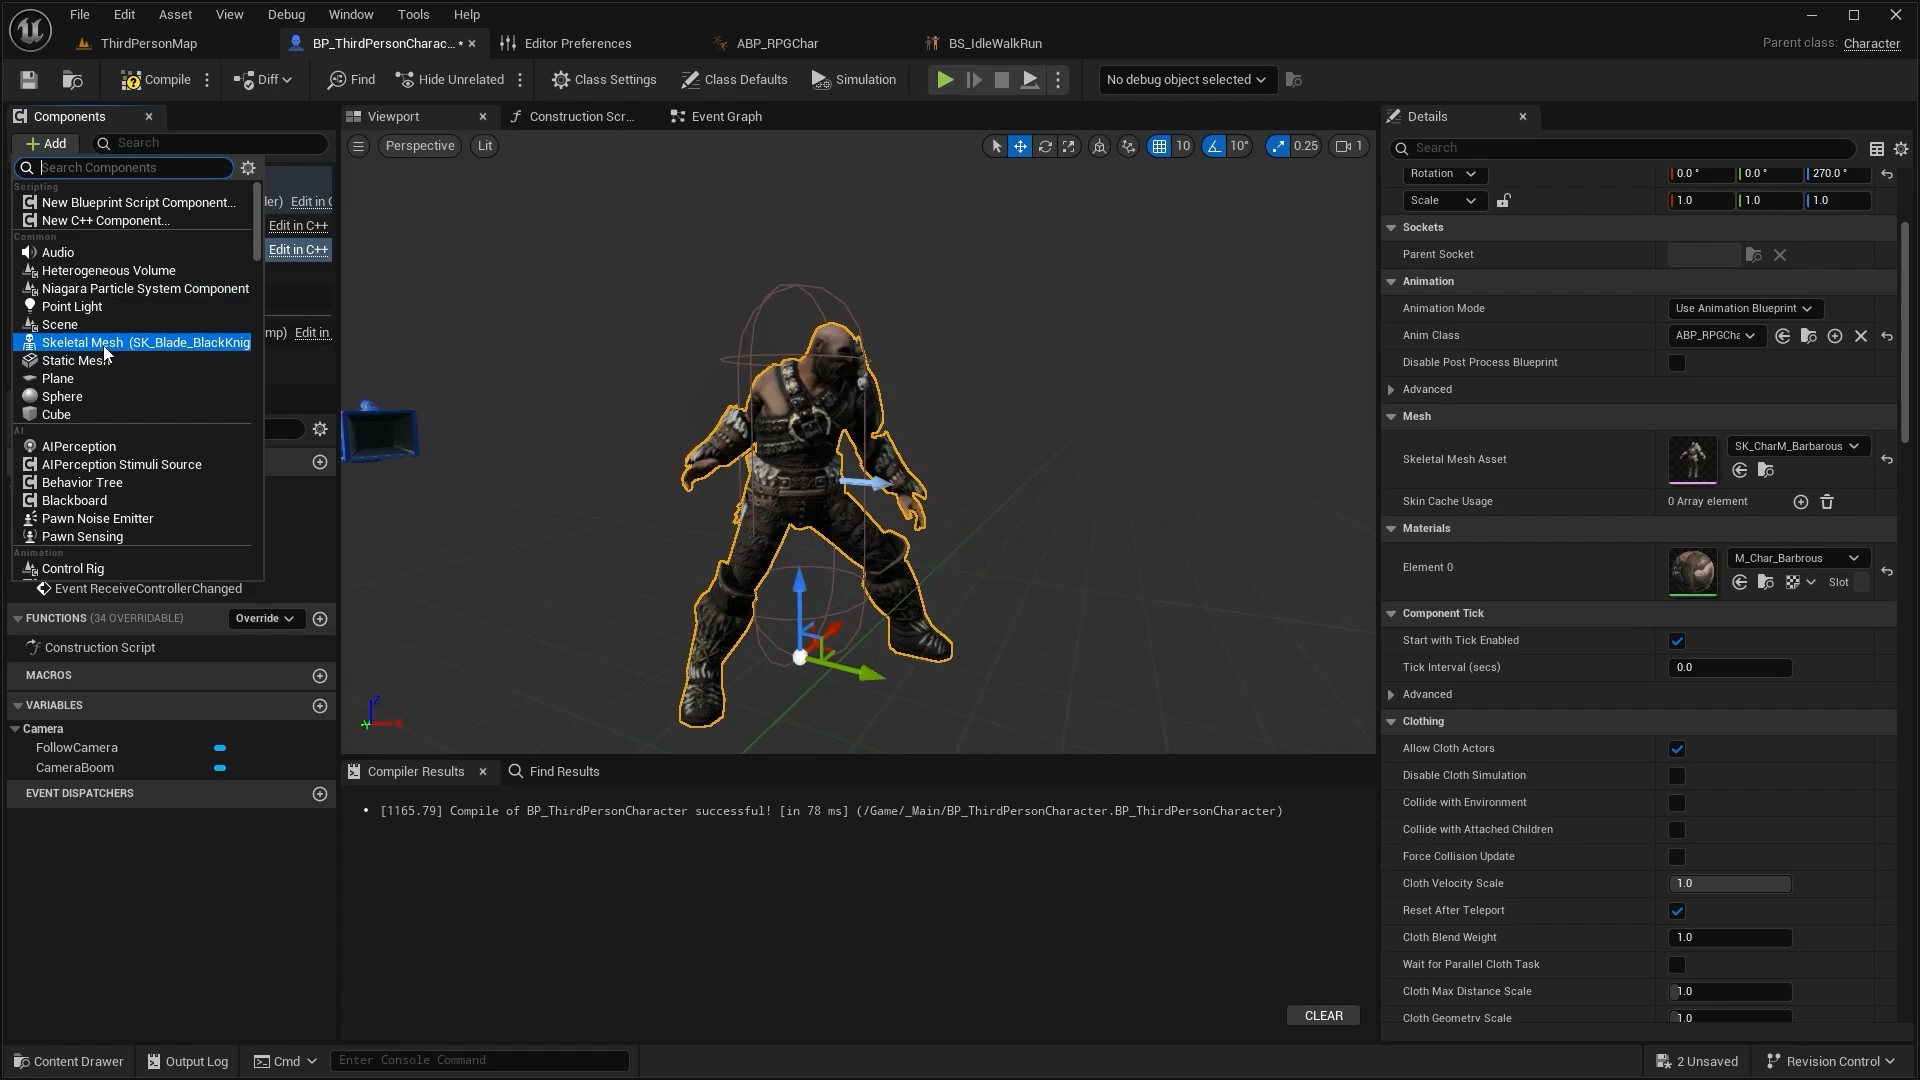 File Edit Asset View Debug Window Tools Help
ThirdPersonMap
BP_ThirdPersonCharac... •
Editor Preferences
ABP_RPGChar
BS_IdleWalkRun
Parent class: Character
Compile
Diff
Find
Hide Unrelated
Class Settings
Class Defaults
Simulation
No debug object selected
Components
Viewport
Construction Scr...
Event Graph
Details
Add
Search
Perspective
Lit
10
10°
0.25
1
Search
Search Components
Scripting
New Blueprint Script Component...
New C++ Component...
Common
Audio
Heterogeneous Volume
Niagara Particle System Component
Point Light
Scene
Skeletal Mesh (SK_Blade_BlackKnig
Static Mesh
Plane
Sphere
Cube
AI
AIPerception
AIPerception Stimuli Source
Behavior Tree
Blackboard
Pawn Noise Emitter
Pawn Sensing
Animation
Control Rig
ler) Edit in C
Edit in C++
Edit in C++
mp) Edit in
Event ReceiveControllerChanged
FUNCTIONS (34 OVERRIDABLE)
Override
Construction Script
MACROS
VARIABLES
Camera
FollowCamera
CameraBoom
EVENT DISPATCHERS
Z
X
Y
Compiler Results
Find Results
• [1165.79] Compile of BP_ThirdPersonCharacter successful! [in 78 ms] (/Game/_Main/BP_ThirdPersonCharacter.BP_ThirdPersonCharacter)
CLEAR
Rotation 0.0 ° 0.0 ° 270.0 °
Scale 1.0 1.0 1.0
Sockets
Parent Socket
Animation
Animation Mode Use Animation Blueprint
Anim Class ABP_RPGCha
Disable Post Process Blueprint
Advanced
Mesh
Skeletal Mesh Asset SK_CharM_Barbarous
Skin Cache Usage 0 Array element
Materials
Element 0 M_Char_Barbrous
Slot
Component Tick
Start with Tick Enabled
Tick Interval (secs) 0.0
Advanced
Clothing
Allow Cloth Actors
Disable Cloth Simulation
Collide with Environment
Collide with Attached Children
Force Collision Update
Cloth Velocity Scale 1.0
Reset After Teleport
Cloth Blend Weight 1.0
Wait for Parallel Cloth Task
Cloth Max Distance Scale 1.0
Cloth Geometry Scale 1.0
Content Drawer
Output Log
Cmd
Enter Console Command
2 Unsaved
Revision Control